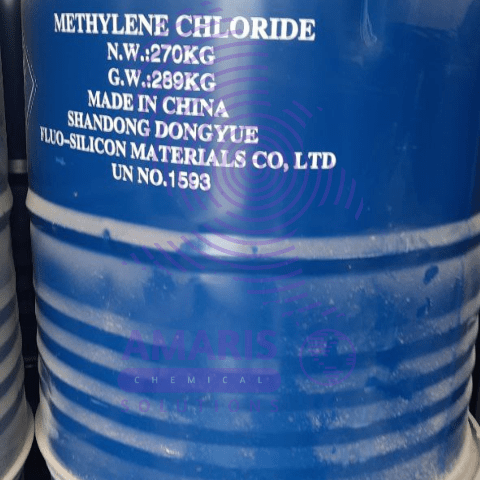 METHYLENE CHLORIDE
N.W.:270KG
G.W.:289KG
MADE IN CHINA
SHANDONG DONGYUE
FLUO-SILICON MATERIALS CO, LTD
UN NO.1593
AMARIS
CHEMICAL
SOLUTIONS